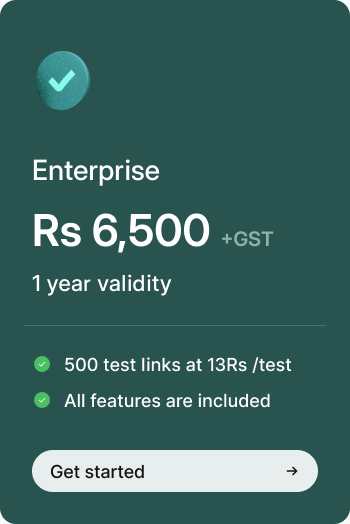 Enterprise
Rs 6,500 +GST
1 year validity
500 test links at 13Rs /test
All features are included
Get started